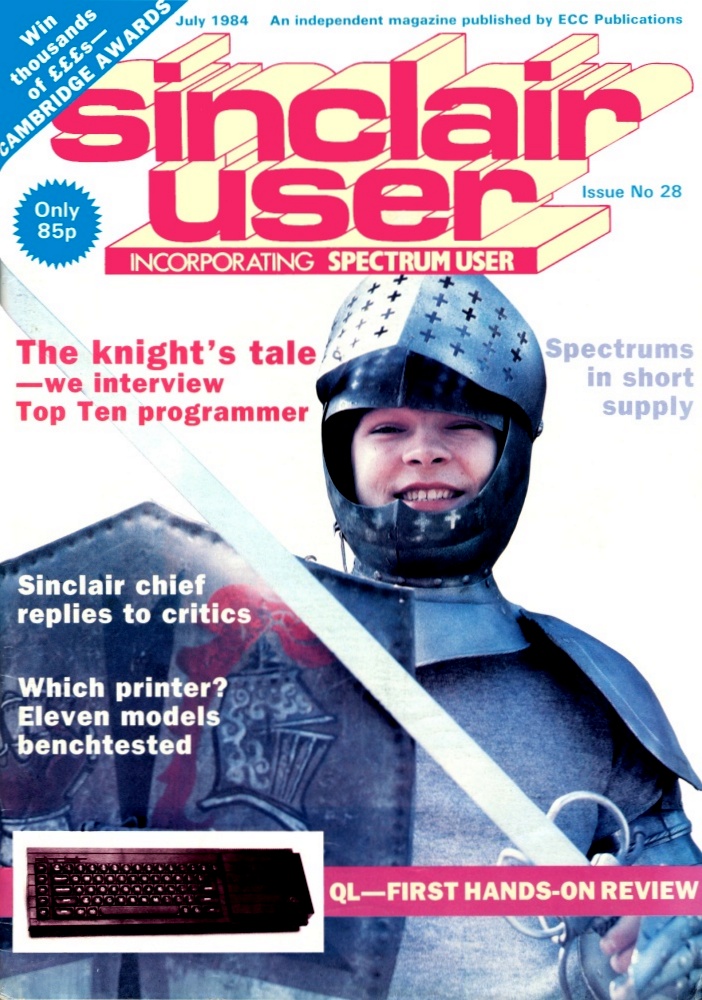 Win
thousands
of £££s—
CAMBRIDGE AWARDS
July 1984 An independent magazine published by ECC Publications
sinclair
user
Issue No 28
Only
85p
INCORPORATING SPECTRUM USER
The knight's tale
—we interview
Top Ten programmer
Spectrums
in short
supply
Sinclair chief
replies to critics
Which printer?
Eleven models
benchtested
QL—FIRST HANDS-ON REVIEW